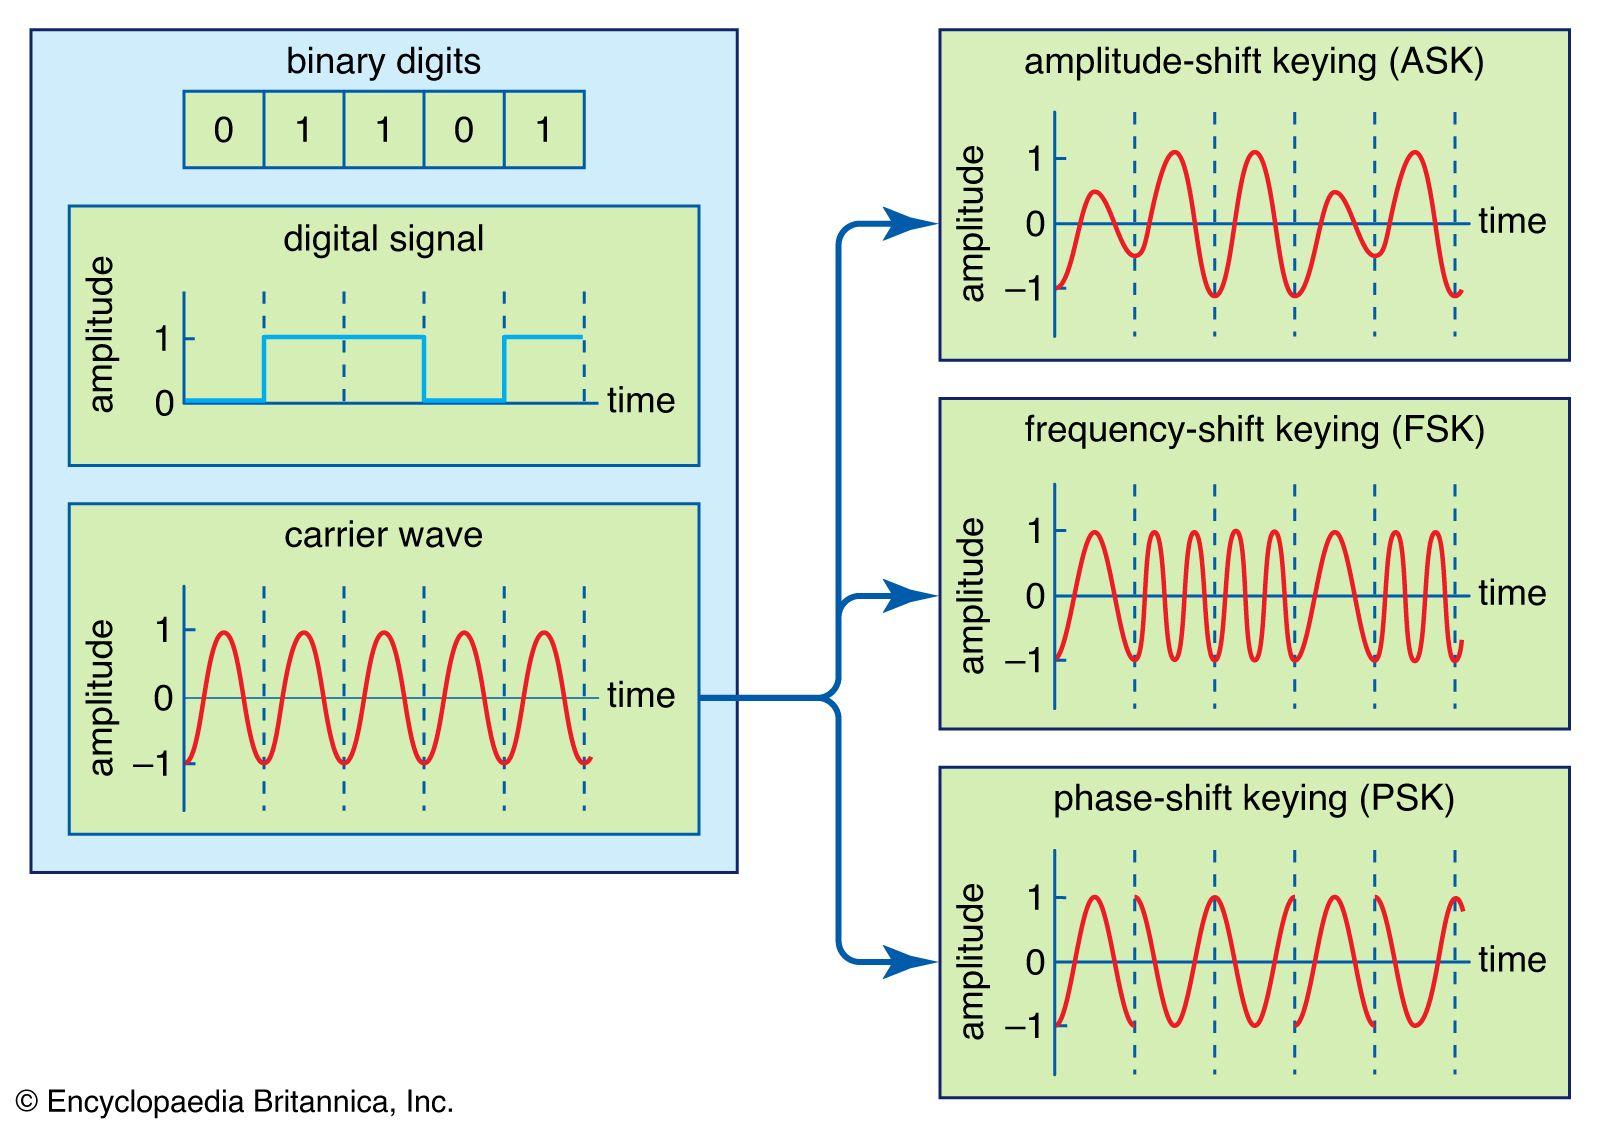 binary digits
0 1 1 0 1
digital signal
amplitude
1
0
time
carrier wave
amplitude
1
0
–1
time
amplitude-shift keying (ASK)
amplitude
1
0
–1
time
frequency-shift keying (FSK)
amplitude
1
0
–1
time
phase-shift keying (PSK)
amplitude
1
0
–1
time
© Encyclopaedia Britannica, Inc.